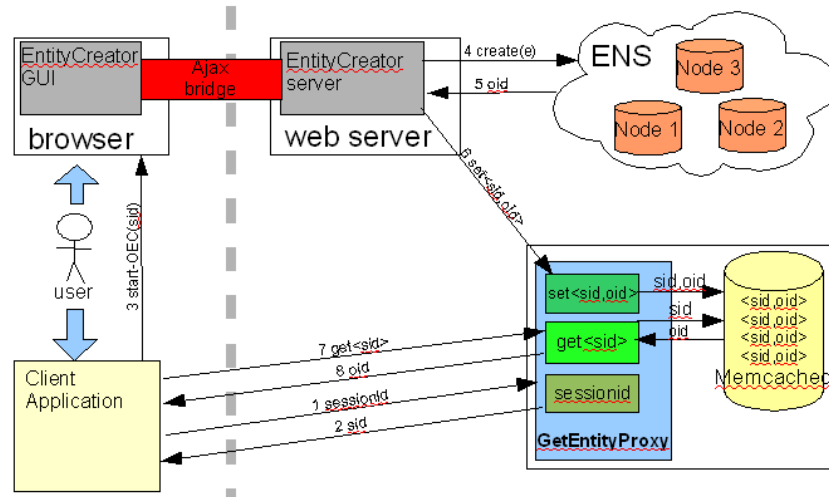 EntityCreator
GUI
browser
Ajax
bridge
EntityCreator
server
web server
4 create(e)
5 oid
ENS
Node 3
Node 1
Node 2
6 set<sid,oid>
user
3 start-OEC(sid)
set<sid,oid>
sid,oid
get<sid>
sid
oid
sessionid
GetEntityProxy
<sid,oid>
<sid,oid>
<sid,oid>
<sid,oid>
Memcached
Client
Application
7 get<sid>
8 oid
1 sessionId
2 sid